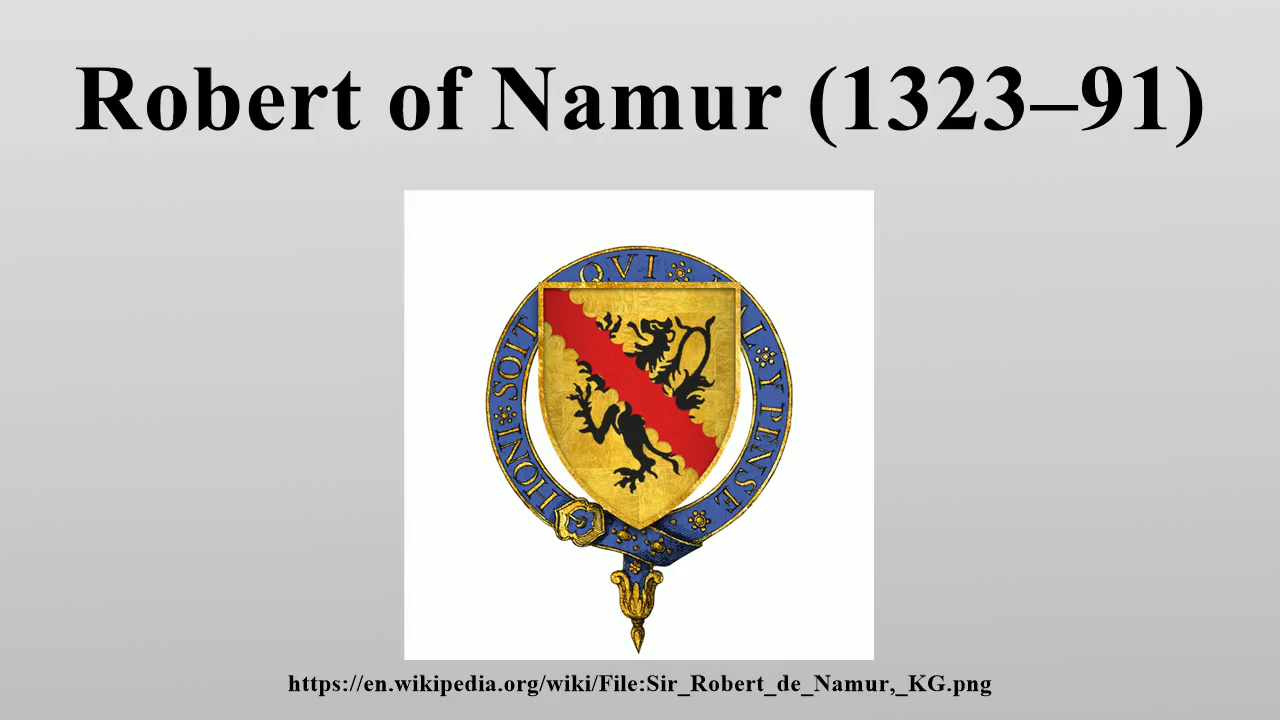 Robert of Namur (1323–91)
HONI SOIT QVI MAL Y PENSE
https://en.wikipedia.org/wiki/File:Sir_Robert_de_Namur,_KG.png